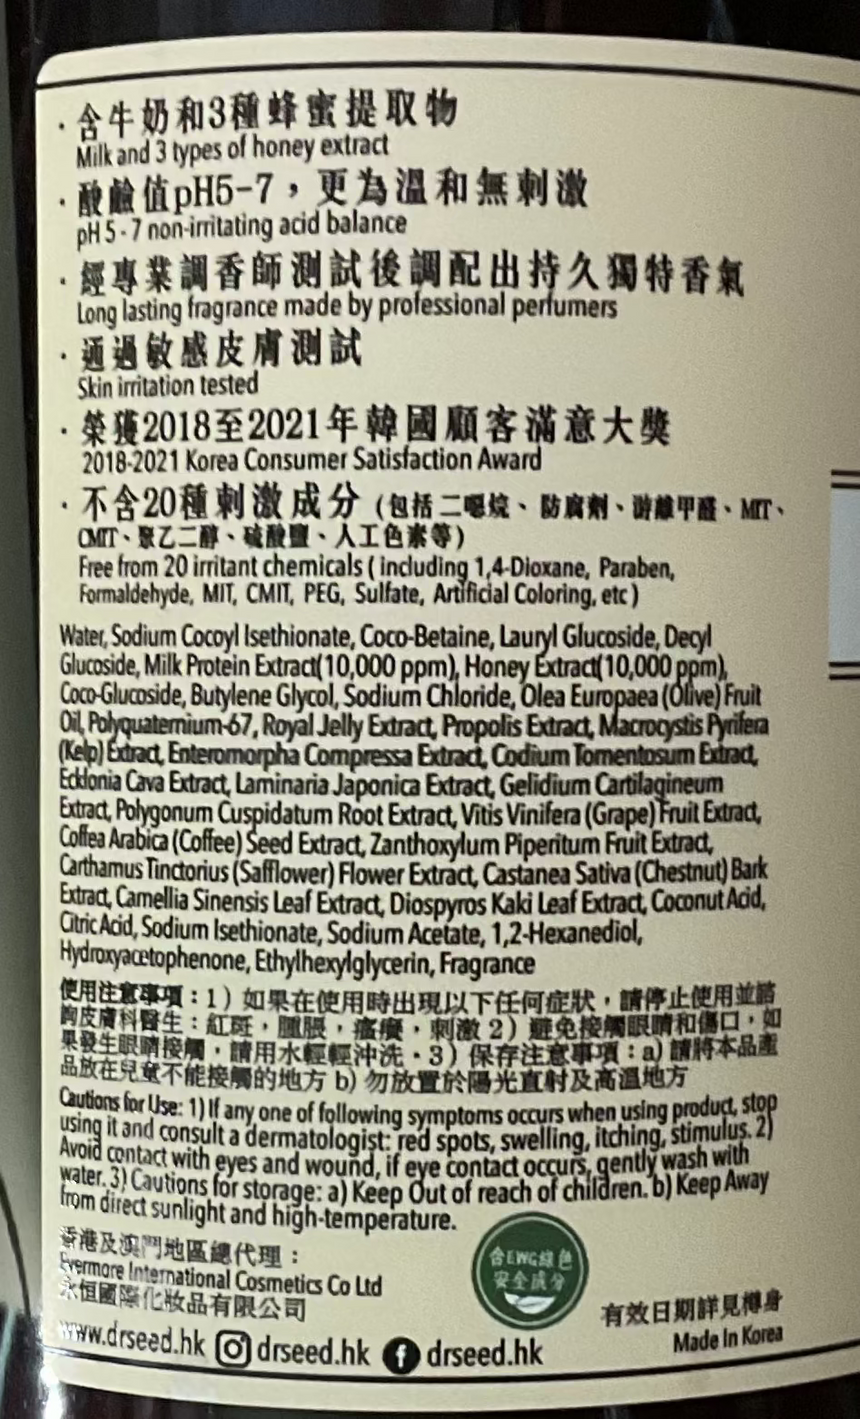 · 含牛奶和3種蜂蜜提取物
Milk and 3 types of honey extract
· 酸鹼值pH5-7，更為溫和無刺激
pH 5 - 7 non-irritating acid balance
· 經專業調香師測試後調配出持久獨特香氣
Long lasting fragrance made by professional perfumers
· 通過敏感皮膚測試
Skin irritation tested
· 榮獲2018至2021年韓國顧客滿意大獎
2018-2021 Korea Consumer Satisfaction Award
· 不含20種刺激成分 (包括二噁烷、防腐劑、游離甲醛、MIT、
CMIT、聚乙二醇、硫酸鹽、人工色素等)
Free from 20 irritant chemicals ( including 1,4-Dioxane, Paraben,
Formaldehyde, MIT, CMIT, PEG, Sulfate, Artificial Coloring, etc )
Water, Sodium Cocoyl Isethionate, Coco-Betaine, Lauryl Glucoside, Decyl
Glucoside, Milk Protein Extract(10,000 ppm), Honey Extract(10,000 ppm),
Coco-Glucoside, Butylene Glycol, Sodium Chloride, Olea Europaea (Olive) Fruit
Oil, Polyquaternium-67, Royal Jelly Extract, Propolis Extract, Macrocystis Pyrifera
(Kelp) Extract, Enteromorpha Compressa Extract, Codium Tomentosum Extract,
Ecklonia Cava Extract, Laminaria Japonica Extract, Gelidium Cartilagineum
Extract, Polygonum Cuspidatum Root Extract, Vitis Vinifera (Grape) Fruit Extract,
Coffea Arabica (Coffee) Seed Extract, Zanthoxylum Piperitum Fruit Extract,
Carthamus Tinctorius (Safflower) Flower Extract, Castanea Sativa (Chestnut) Bark
Extract, Camellia Sinensis Leaf Extract, Diospyros Kaki Leaf Extract, Coconut Acid,
Citric Acid, Sodium Isethionate, Sodium Acetate, 1,2-Hexanediol,
Hydroxyacetophenone, Ethylhexylglycerin, Fragrance
使用注意事項：1) 如果在使用時出現以下任何症狀，請停止使用並諮
詢皮膚科醫生：紅斑，腫脹，瘙癢，刺激 2) 避免接觸眼睛和傷口，如
果發生眼睛接觸，請用水輕輕沖洗。3) 保存注意事項：a) 請將本品產
品放在兒童不能接觸的地方 b) 勿放置於陽光直射及高溫地方
Cautions for Use: 1) If any one of following symptoms occurs when using product, stop
using it and consult a dermatologist: red spots, swelling, itching, stimulus. 2)
Avoid contact with eyes and wound, if eye contact occurs, gently wash with
water. 3) Cautions for storage: a) Keep Out of reach of children. b) Keep Away
from direct sunlight and high-temperature.
香港及澳門地區總代理：
Evermore International Cosmetics Co Ltd
永恒國際化妝品有限公司
含EWG綠色
安全成分
有效日期詳見樽身
Made In Korea
www.drseed.hk drseed.hk drseed.hk